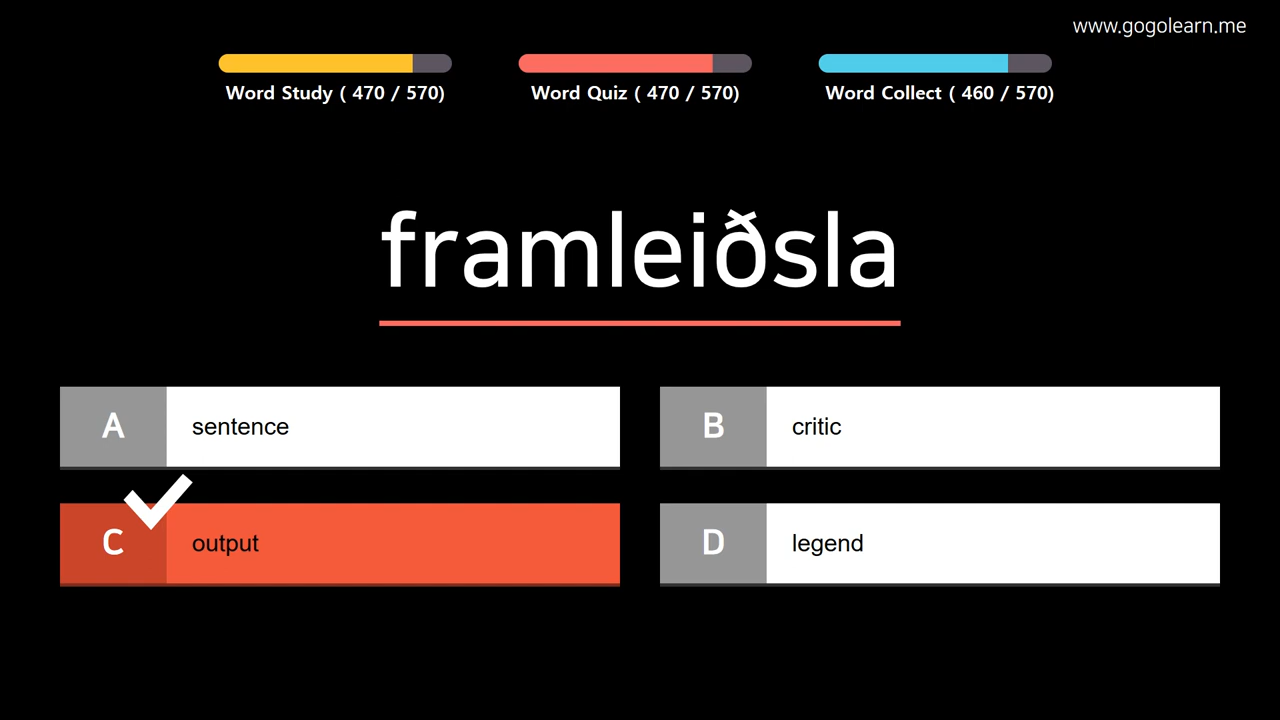 www.gogolearn.me
Word Study ( 470 / 570)
Word Quiz ( 470 / 570)
Word Collect ( 460 / 570)
framleiðsla
A sentence
B critic
C output
D legend